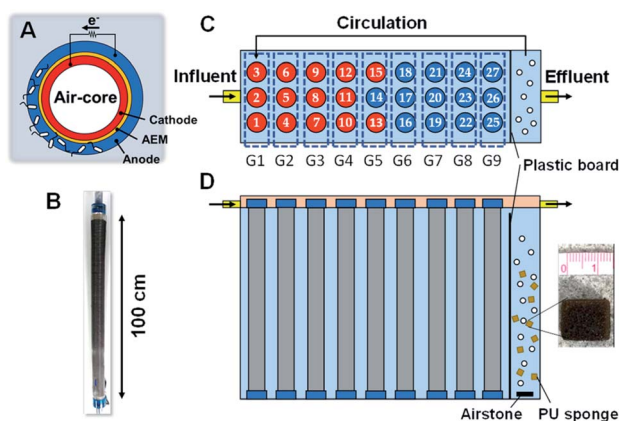 A
e⁻
Air-core
Cathode
AEM
Anode
B
100 cm
C
Circulation
Influent
3 6 9 12 15 18 21 24 27
2 5 8 11 14 17 20 23 26
1 4 7 10 13 16 19 22 25
Effluent
G1 G2 G3 G4 G5 G6 G7 G8 G9
Plastic board
D
0 1
Airstone
PU sponge